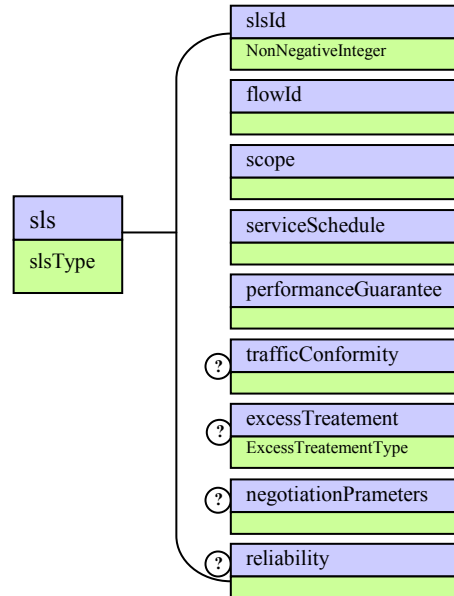 slsId
NonNegativeInteger
flowId
scope
sls
slsType
serviceSchedule
performanceGuarantee
?
trafficConformity
?
excessTreatement
ExcessTreatementType
?
negotiationPrameters
?
reliability